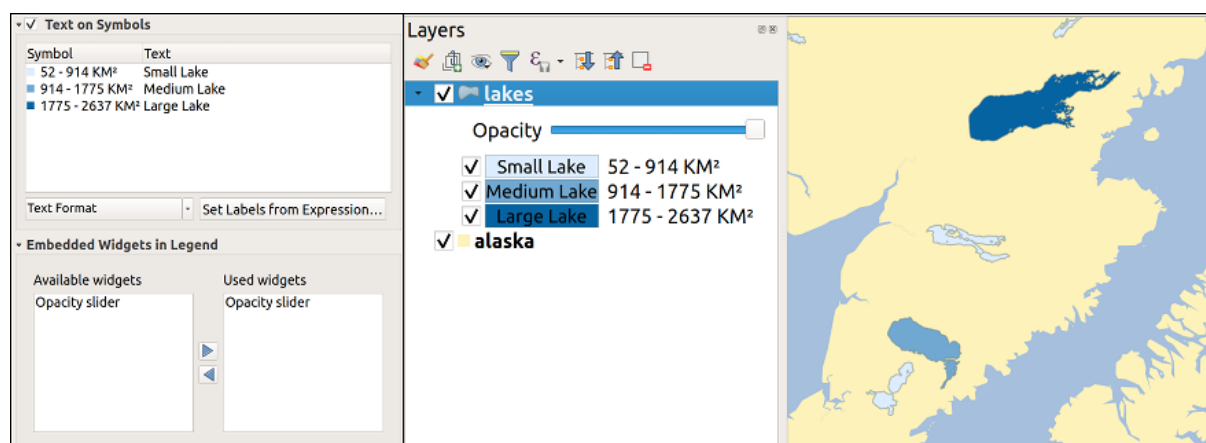 Text on Symbols
Symbol Text
52 - 914 KM² Small Lake
914 - 1775 KM² Medium Lake
1775 - 2637 KM² Large Lake
Text Format Set Labels from Expression...
Embedded Widgets in Legend
Available widgets Used widgets
Opacity slider Opacity slider
Layers
lakes
Opacity
Small Lake 52 - 914 KM²
Medium Lake 914 - 1775 KM²
Large Lake 1775 - 2637 KM²
alaska